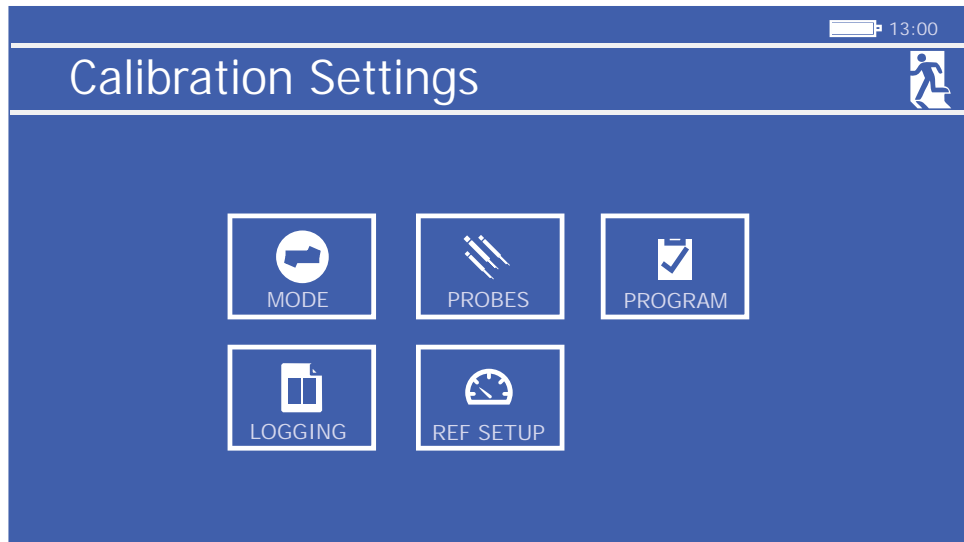 13:00
Calibration Settings
MODE
PROBES
PROGRAM
LOGGING
REF SETUP